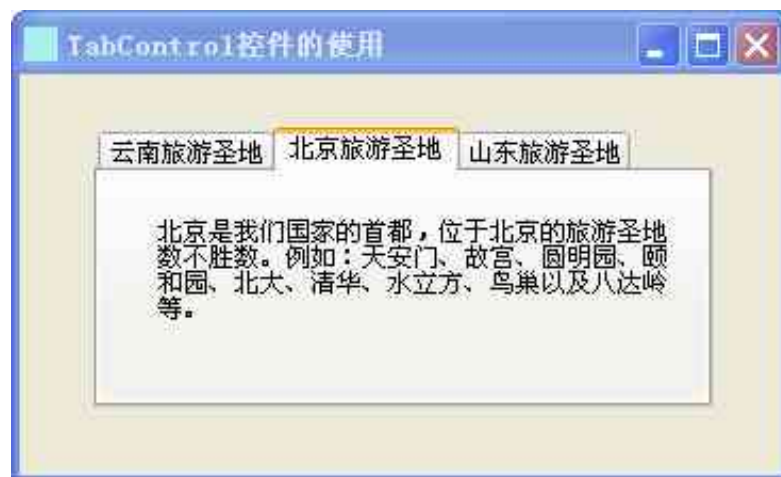 TabControl控件的使用
云南旅游圣地 北京旅游圣地 山东旅游圣地
北京是我们国家的首都，位于北京的旅游圣地
数不胜数。例如：天安门、故宫、圆明园、颐
和园、北大、清华、水立方、鸟巢以及八达岭
等。